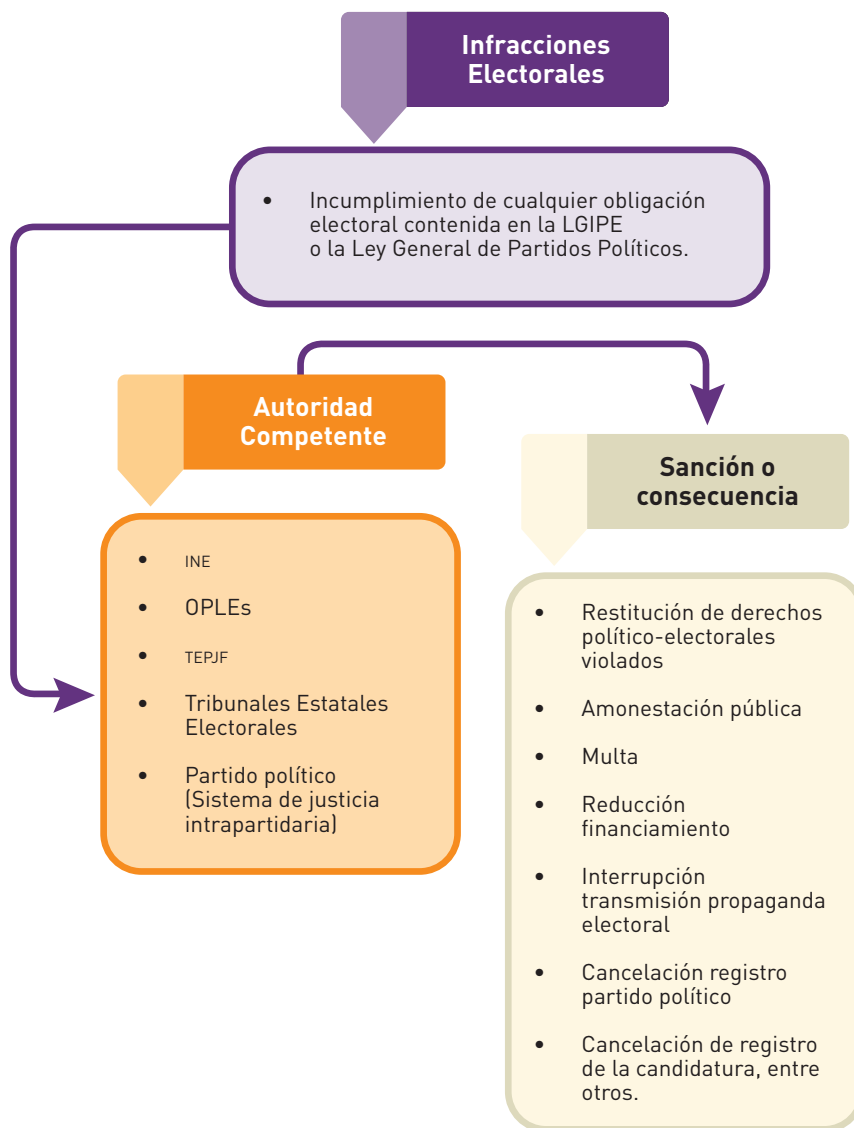 Infracciones
Electorales
• Incumplimiento de cualquier obligación
electoral contenida en la LGIPE
o la Ley General de Partidos Políticos.
Autoridad
Competente
• INE
• OPLEs
• TEPJF
• Tribunales Estatales
Electorales
• Partido político
(Sistema de justicia
intrapartidaria)
Sanción o
consecuencia
• Restitución de derechos
político-electorales
violados
• Amonestación pública
• Multa
• Reducción
financiamiento
• Interrupción
transmisión propaganda
electoral
• Cancelación registro
partido político
• Cancelación de registro
de la candidatura, entre
otros.